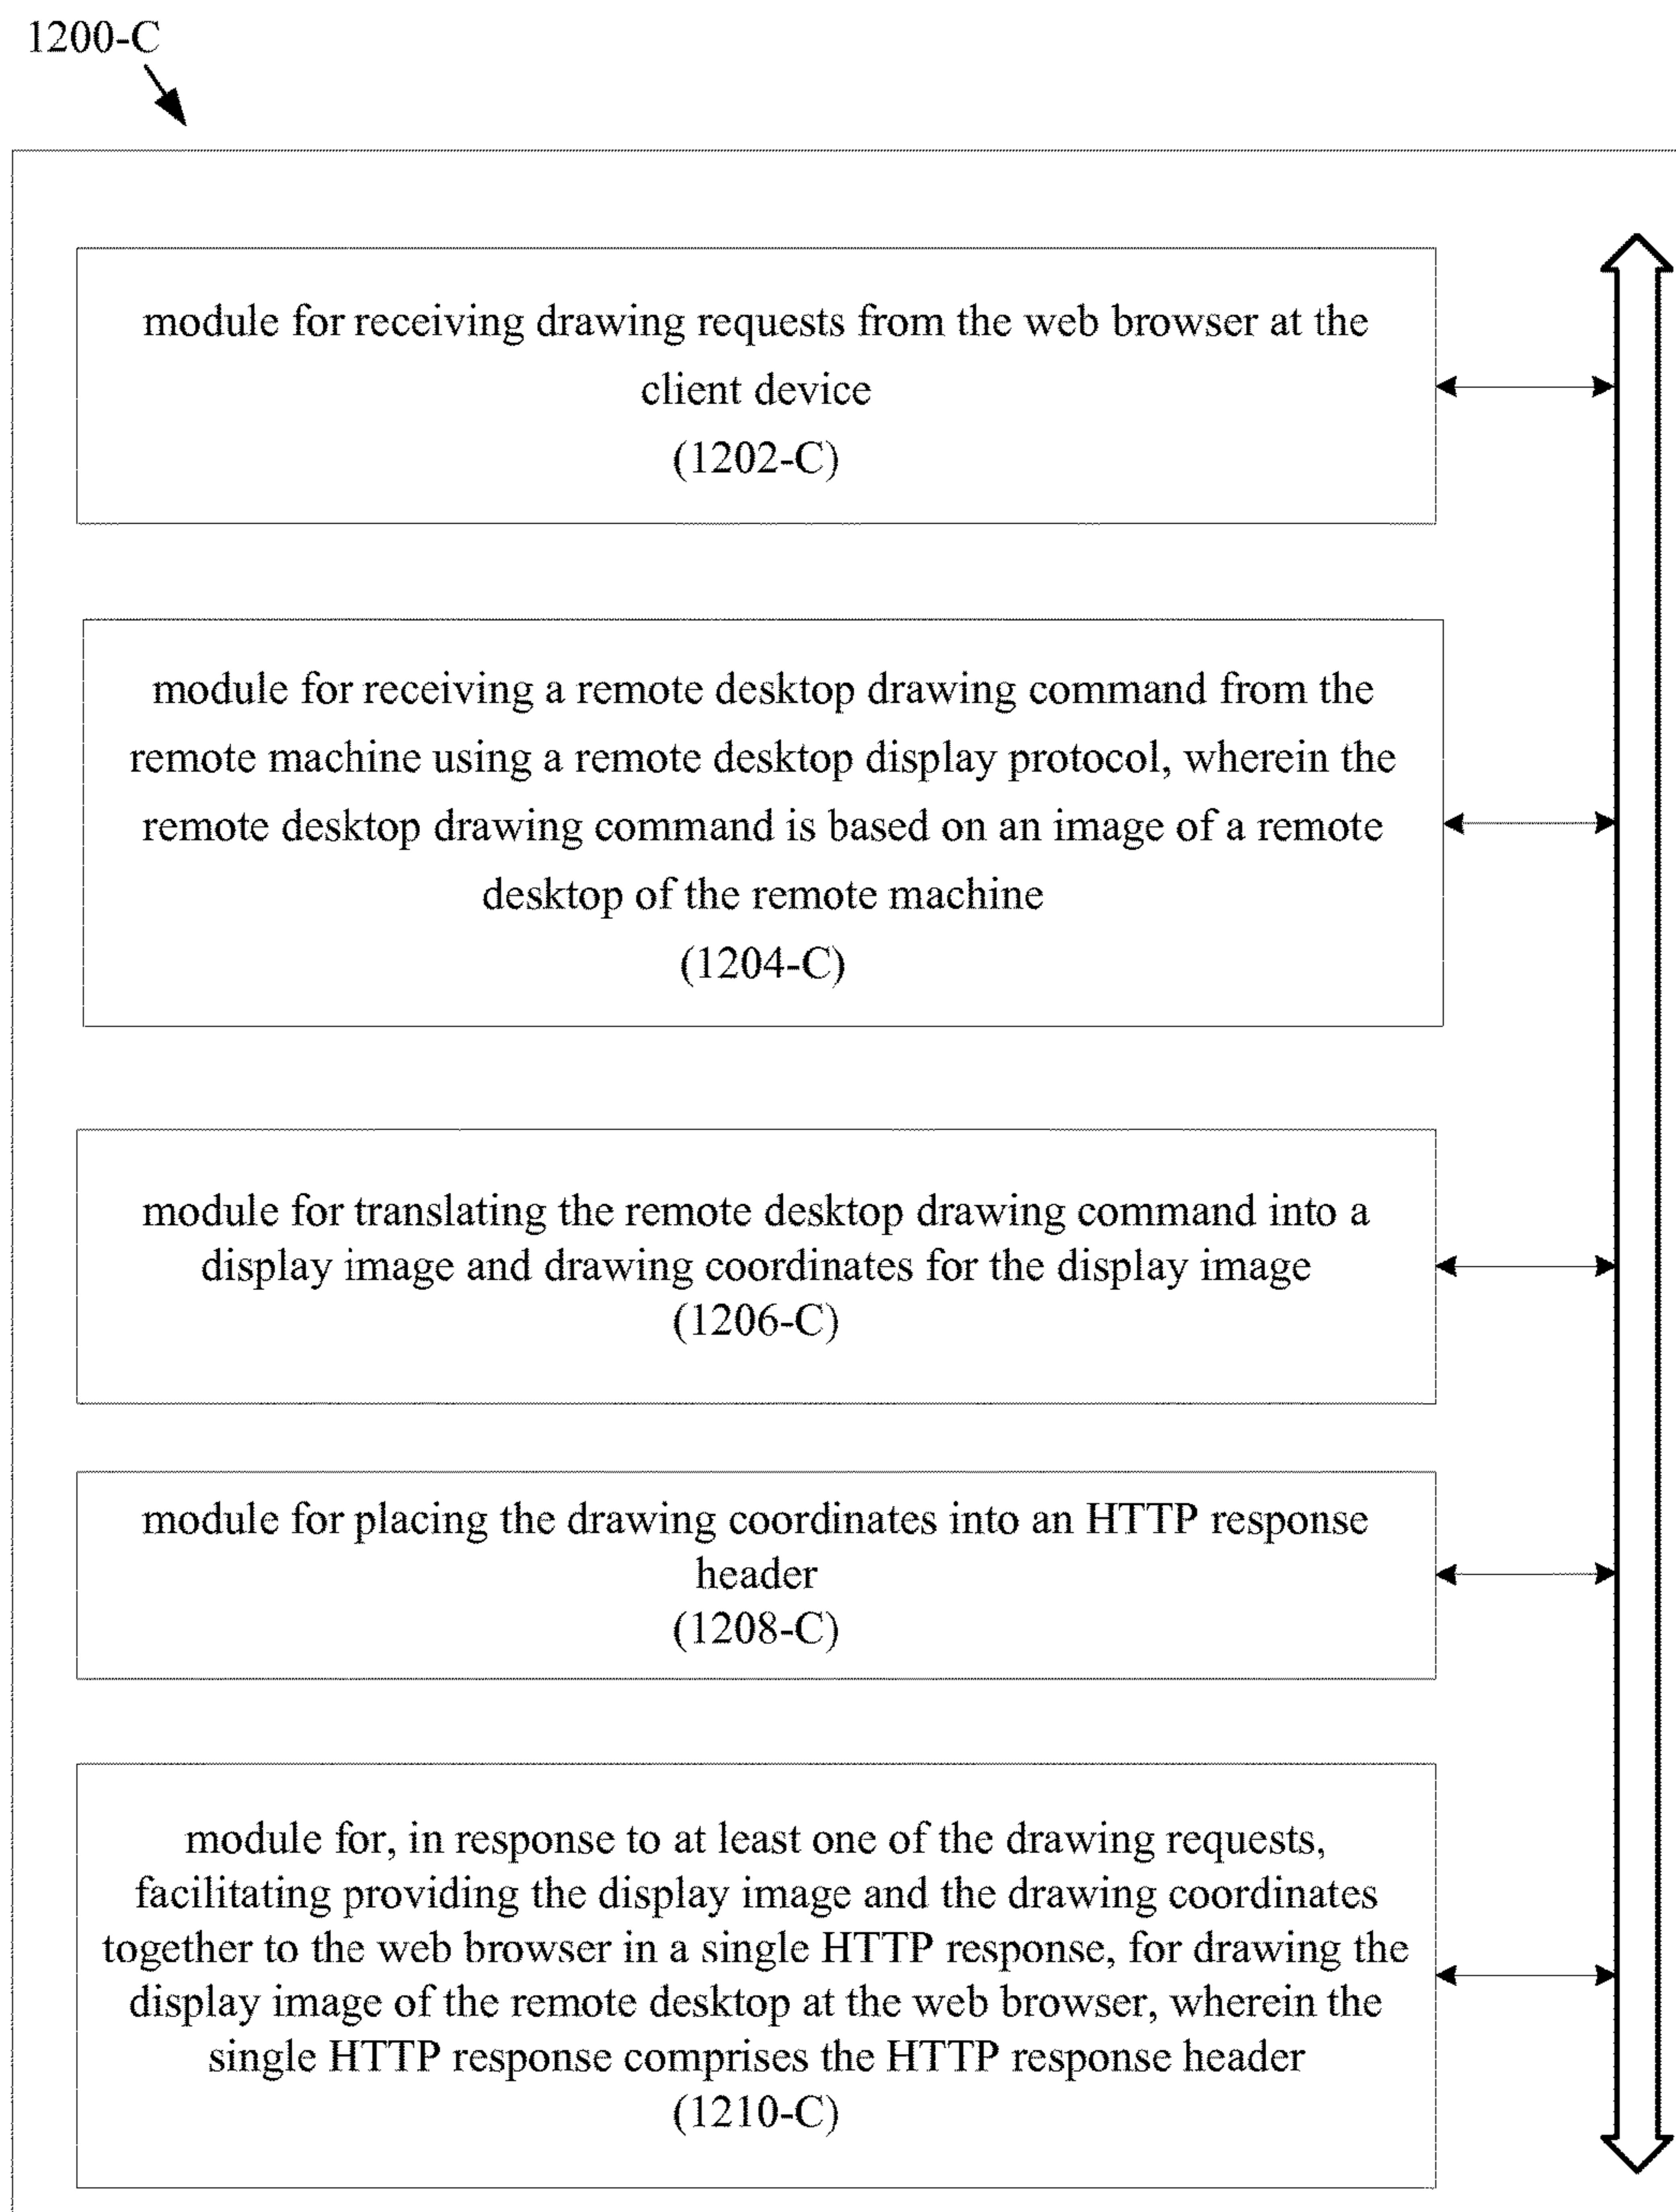 1200-C
module for receiving drawing requests from the web browser at the
client device
(1202-C)
module for receiving a remote desktop drawing command from the
remote machine using a remote desktop display protocol, wherein the
remote desktop drawing command is based on an image of a remote
desktop of the remote machine
(1204-C)
module for translating the remote desktop drawing command into a
display image and drawing coordinates for the display image
(1206-C)
module for placing the drawing coordinates into an HTTP response
header
(1208-C)
module for, in response to at least one of the drawing requests,
facilitating providing the display image and the drawing coordinates
together to the web browser in a single HTTP response, for drawing the
display image of the remote desktop at the web browser, wherein the
single HTTP response comprises the HTTP response header
(1210-C)